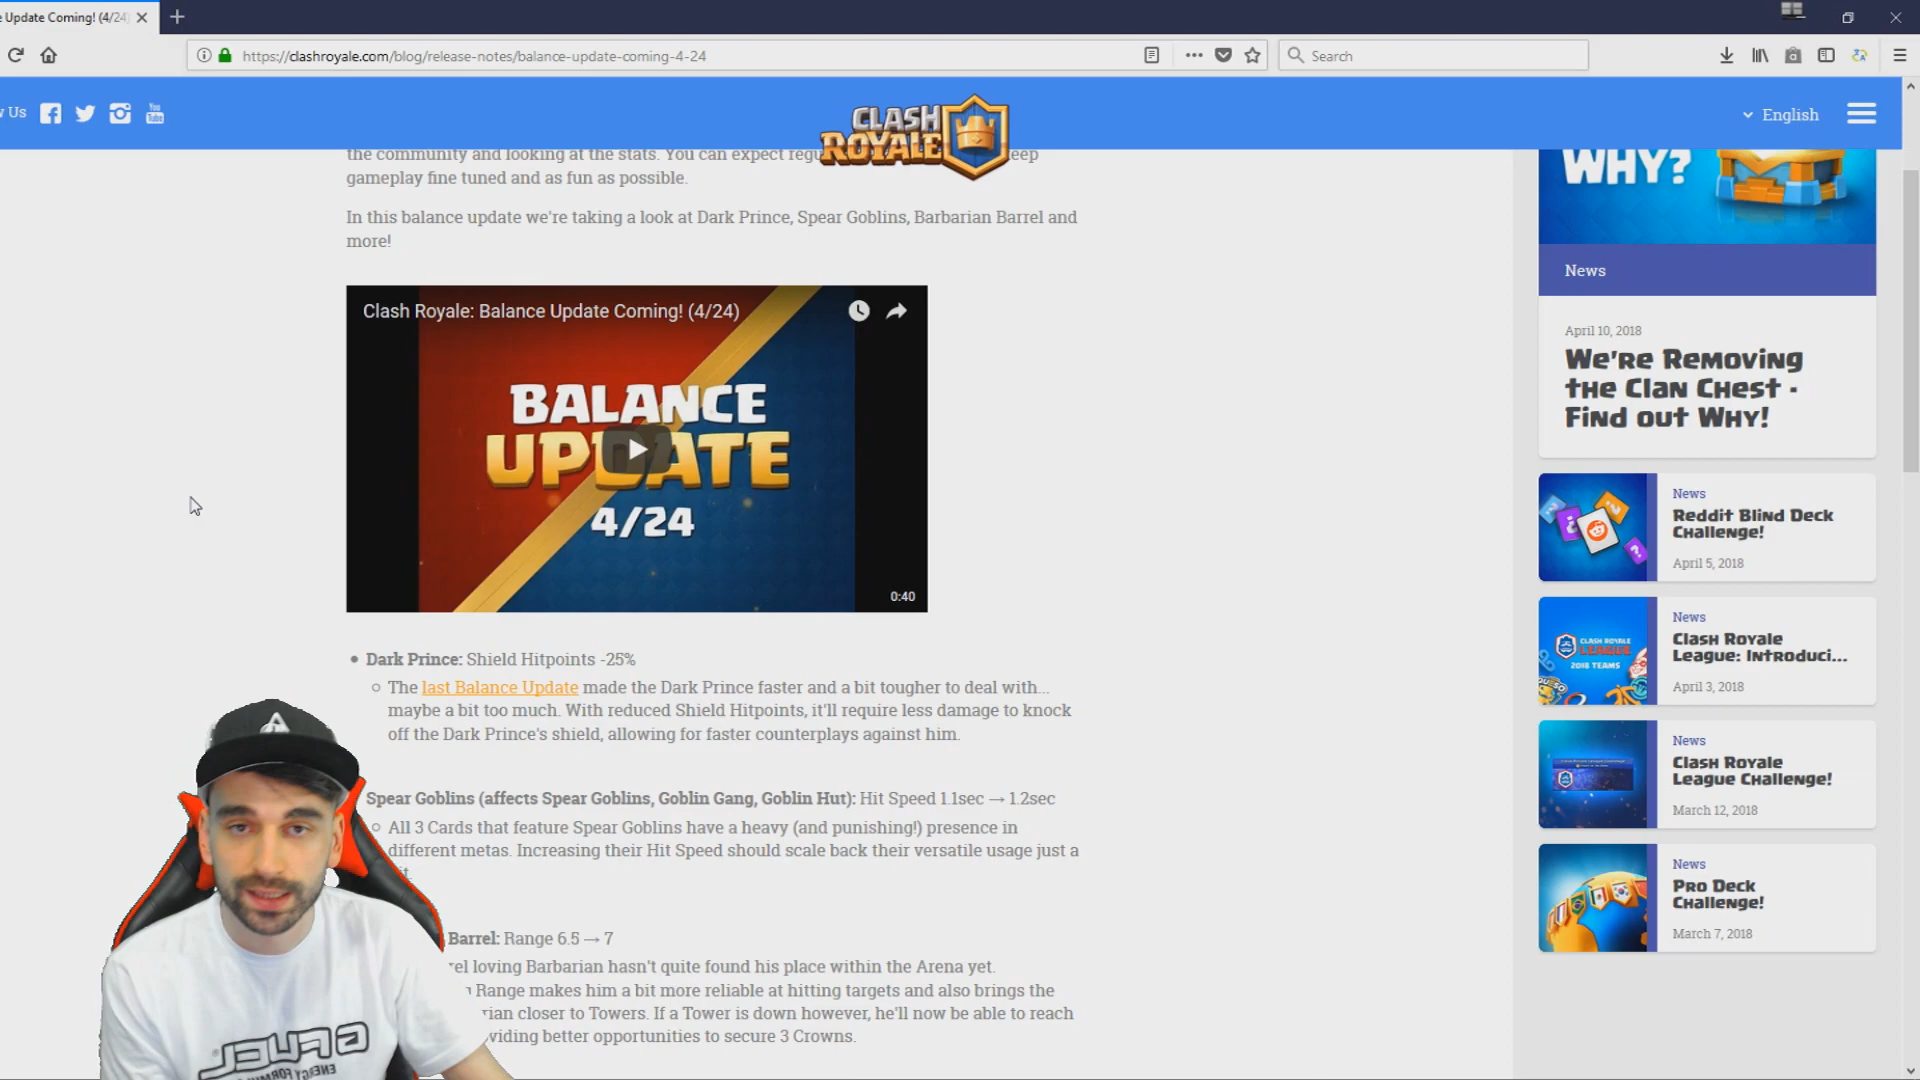 e Update Coming! (4/24)
https://clashroyale.com/blog/release-notes/balance-update-coming-4-24
Search
w Us
You
Tube
CLASH
ROYALE
English
the community and looking at the stats. You can expect
gameplay fine tuned and as fun as possible.
In this balance update we're taking a look at Dark Prince, Spear Goblins, Barbarian Barrel and
more!
Clash Royale: Balance Update Coming! (4/24)
BALANCE
UPDATE
4/24
0:40
• Dark Prince: Shield Hitpoints -25%
○ The last Balance Update made the Dark Prince faster and a bit tougher to deal with...
maybe a bit too much. With reduced Shield Hitpoints, it'll require less damage to knock
off the Dark Prince's shield, allowing for faster counterplays against him.
Spear Goblins (affects Spear Goblins, Goblin Gang, Goblin Hut): Hit Speed 1.1sec → 1.2sec
○ All 3 Cards that feature Spear Goblins have a heavy (and punishing!) presence in
different metas. Increasing their Hit Speed should scale back their versatile usage just a
Barrel: Range 6.5 → 7
rel loving Barbarian hasn't quite found his place within the Arena yet.
Range makes him a bit more reliable at hitting targets and also brings the
rian closer to Towers. If a Tower is down however, he'll now be able to reach
viding better opportunities to secure 3 Crowns.
WHY?
News
April 10, 2018
We're Removing
the Clan Chest -
Find out Why!
News
Reddit Blind Deck
Challenge!
April 5, 2018
CLASH ROYALE
LEAGUE
2018 TEAMS
News
Clash Royale
League: Introduci...
April 3, 2018
News
Clash Royale
League Challenge!
March 12, 2018
News
Pro Deck
Challenge!
March 7, 2018
G FUEL
ENERGY FORMULA